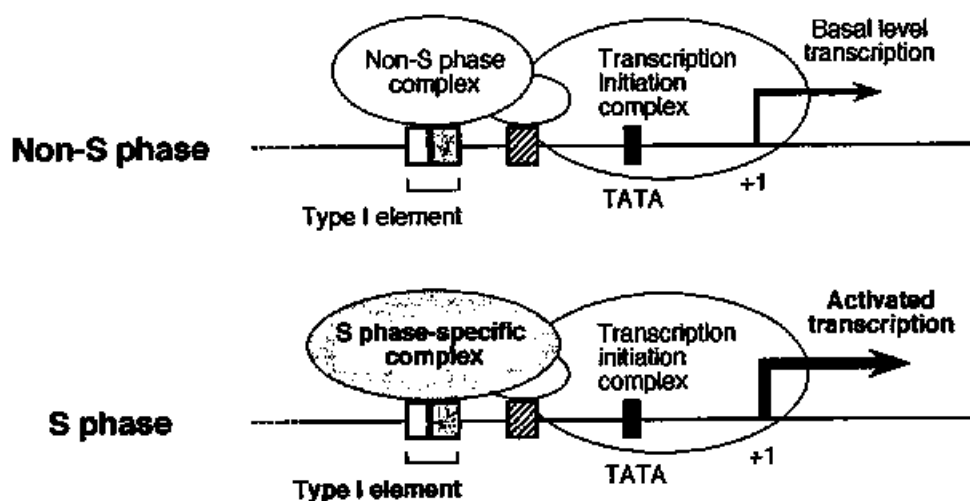 Non-S phase
complex
Transcription
Initiation
complex
Basal level
transcription
Non-S phase
TATA
+1
Type I element
S phase-specific
complex
Transcription
initiation
complex
Activated
transcription
S phase
TATA
+1
Type I element